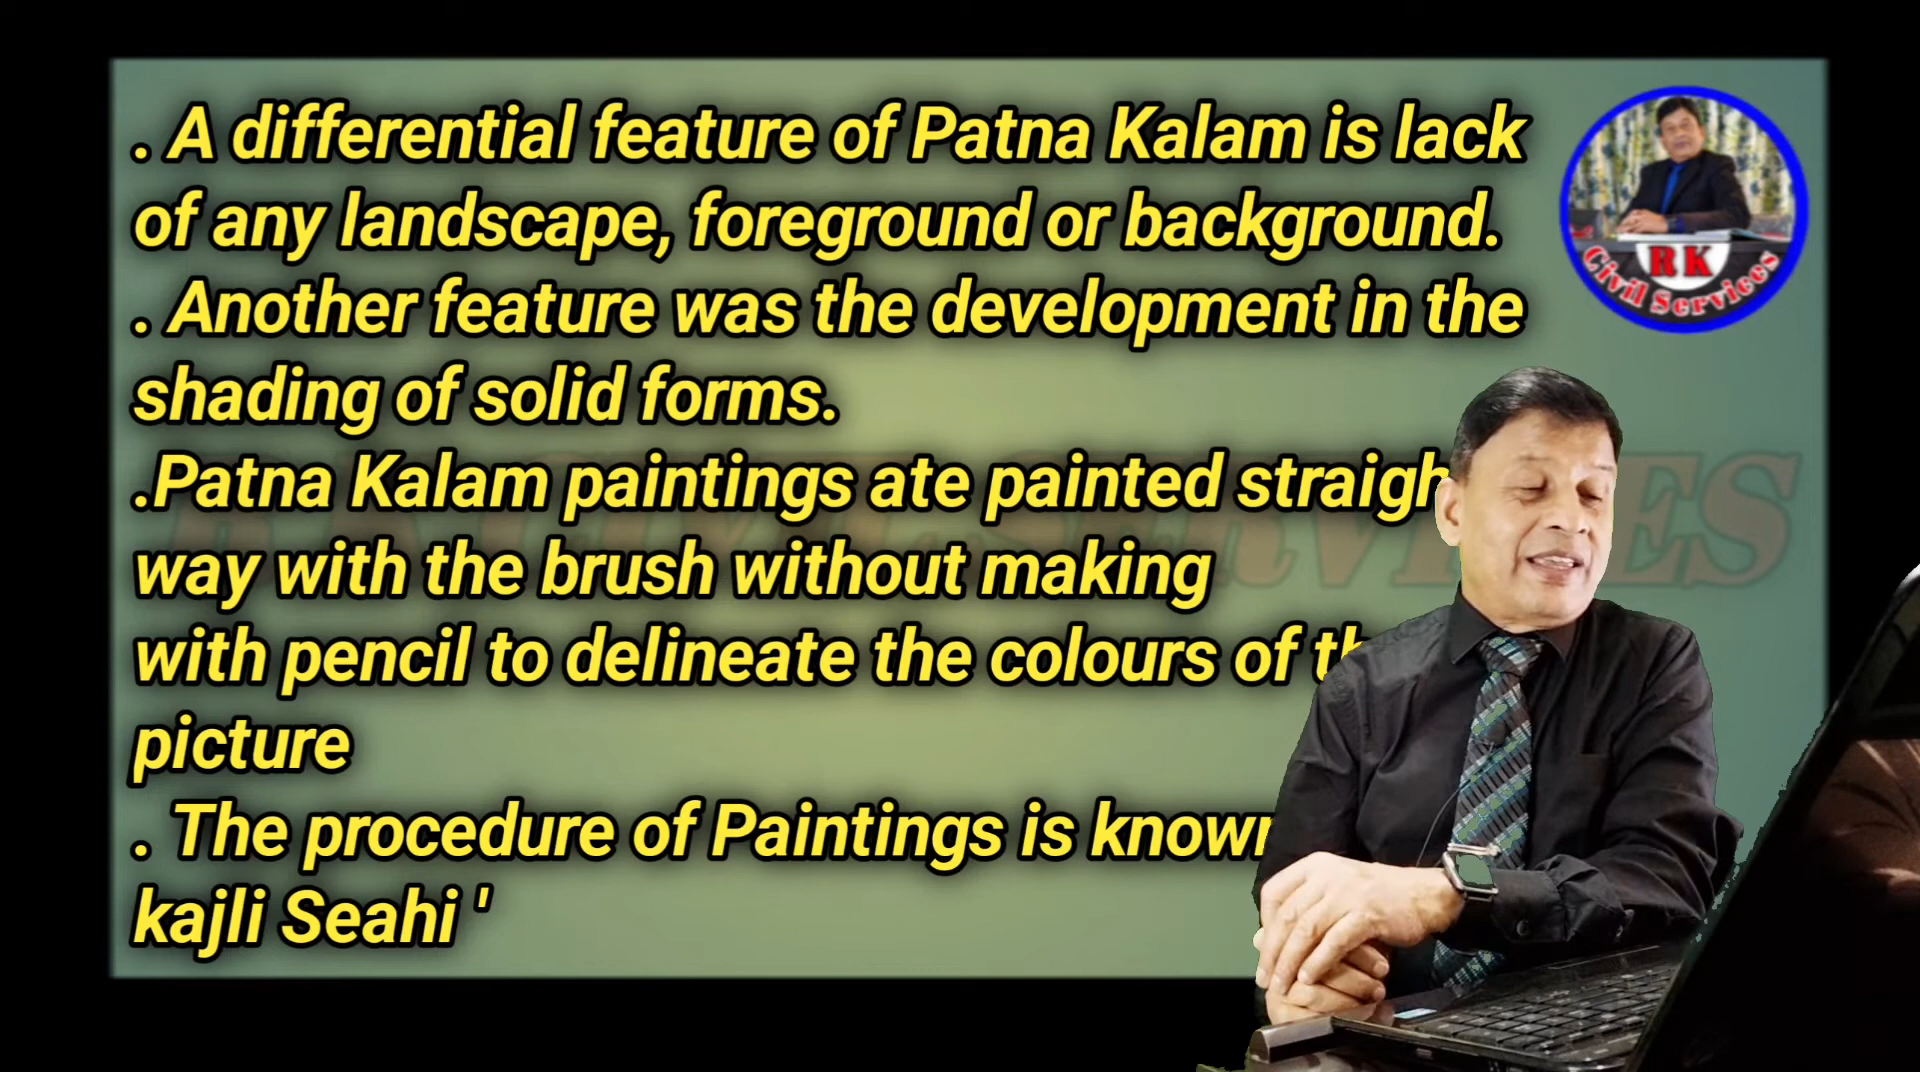 . A differential feature of Patna Kalam is lack
of any landscape, foreground or background.
. Another feature was the development in the
shading of solid forms.
.Patna Kalam paintings ate painted straigh
way with the brush without making
with pencil to delineate the colours of th
picture
. The procedure of Paintings is known
kajli Seahi '
RK
Civil Services